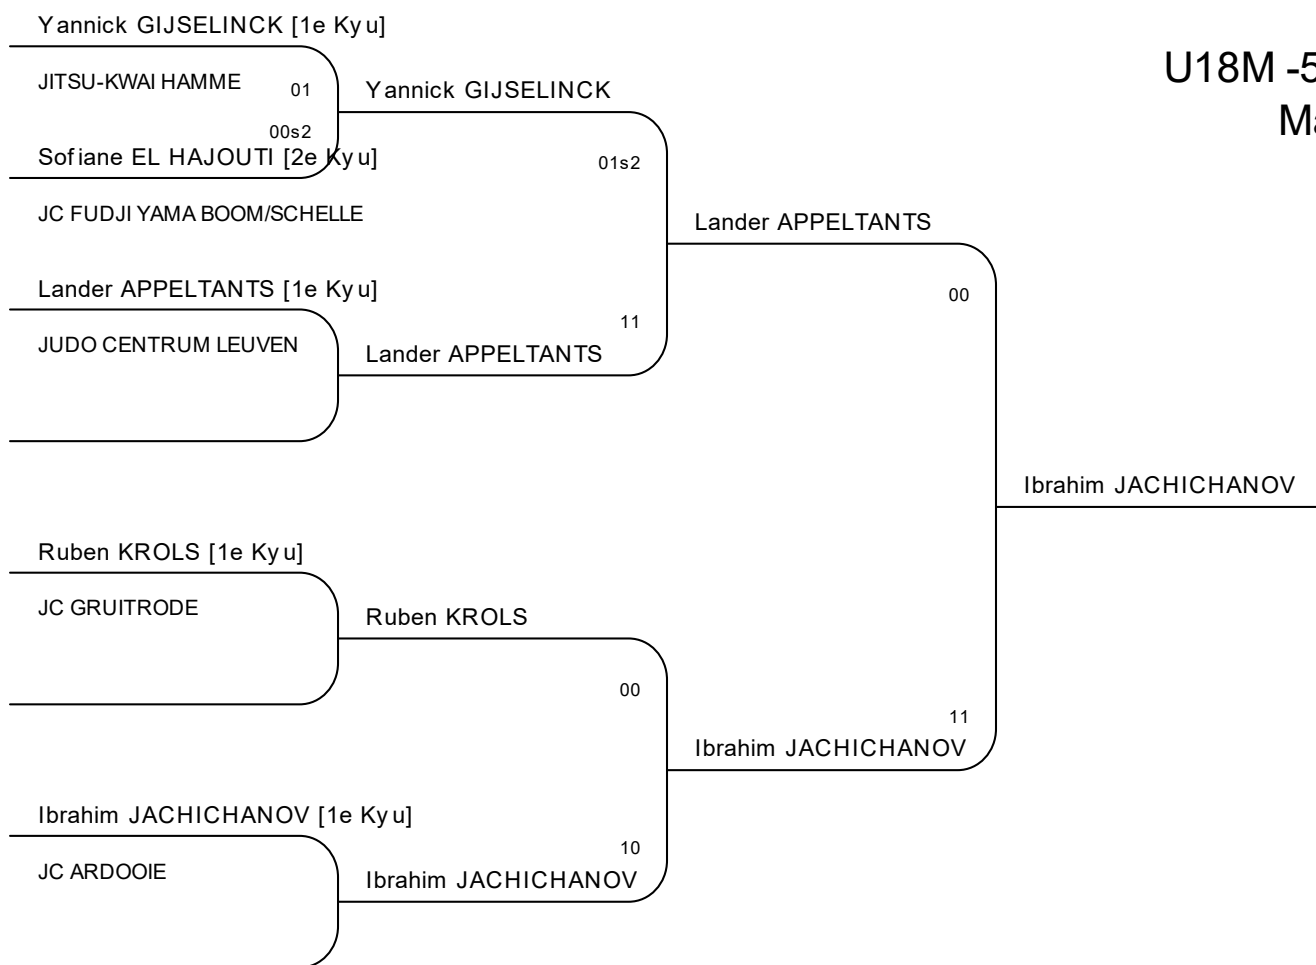 Yannick GIJSELINCK [1e Kyu]
JITSU-KWAI HAMME
01
00s2
Sofiane EL HAJOUTI [2e Kyu]
JC FUDJI YAMA BOOM/SCHELLE
Lander APPELTANTS [1e Kyu]
JUDO CENTRUM LEUVEN
Ruben KROLS [1e Kyu]
JC GRUITRODE
Ibrahim JACHICHANOV [1e Kyu]
JC ARDOOIE
Yannick GIJSELINCK
01s2
11
Lander APPELTANTS
Ruben KROLS
00
10
Ibrahim JACHICHANOV
Lander APPELTANTS
00
11
Ibrahim JACHICHANOV
Ibrahim JACHICHANOV
U18M -5